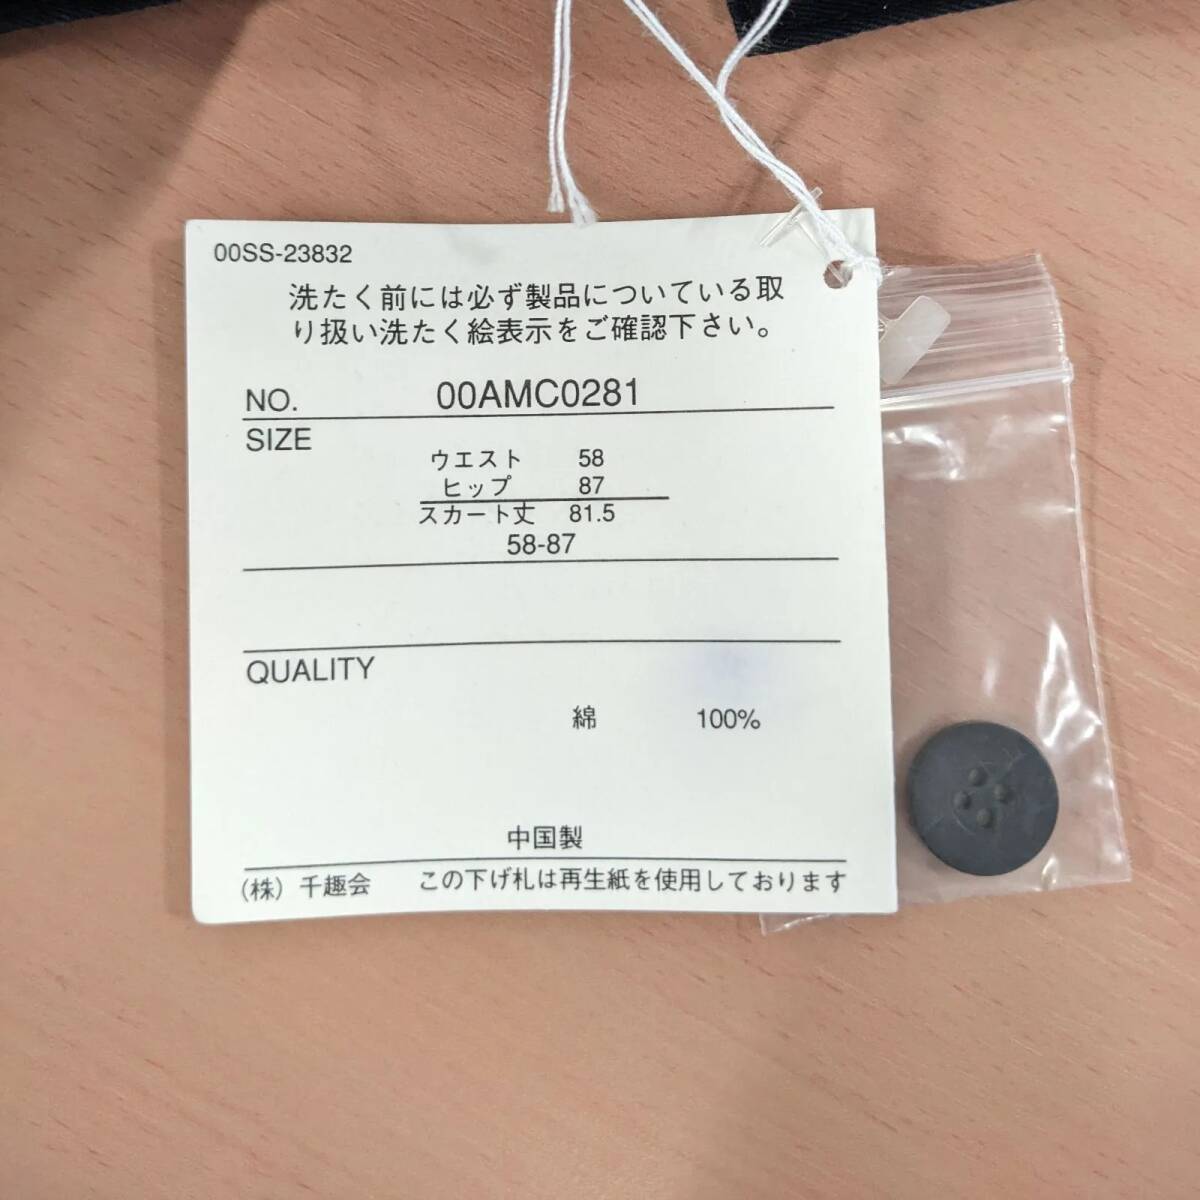 00SS-23832
洗たく前には必ず製品についている取
り扱い洗たく絵表示をご確認下さい。
NO. 00AMC0281
SIZE
ウエスト 58
ヒップ 87
スカート丈 81.5
58-87
QUALITY
綿 100%
中国製
(株) 千趣会 この下げ札は再生紙を使用しております